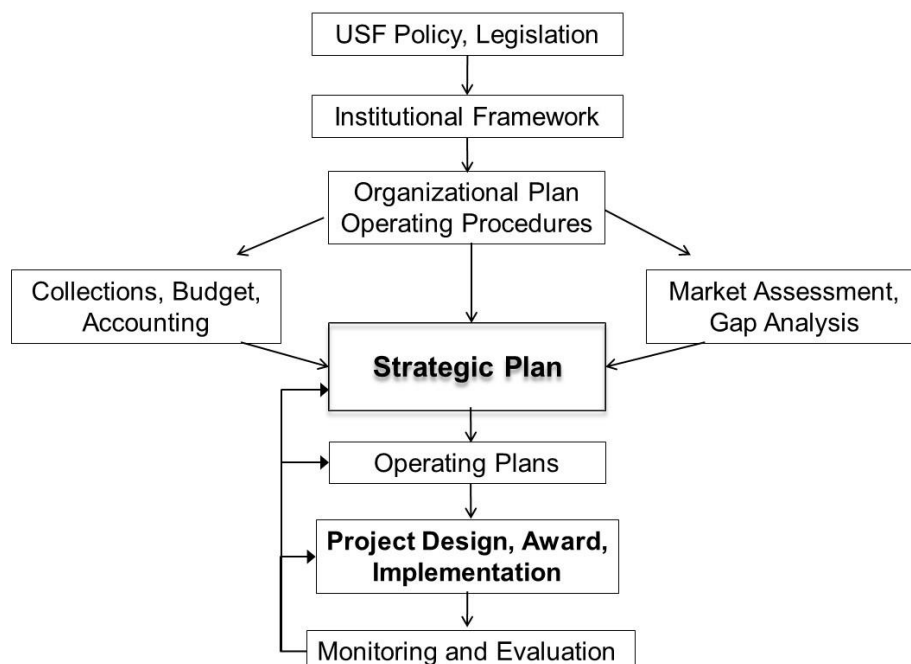 USF Policy, Legislation
Institutional Framework
Organizational Plan
Operating Procedures
Collections, Budget,
Accounting
Market Assessment,
Gap Analysis
Strategic Plan
Operating Plans
Project Design, Award,
Implementation
Monitoring and Evaluation